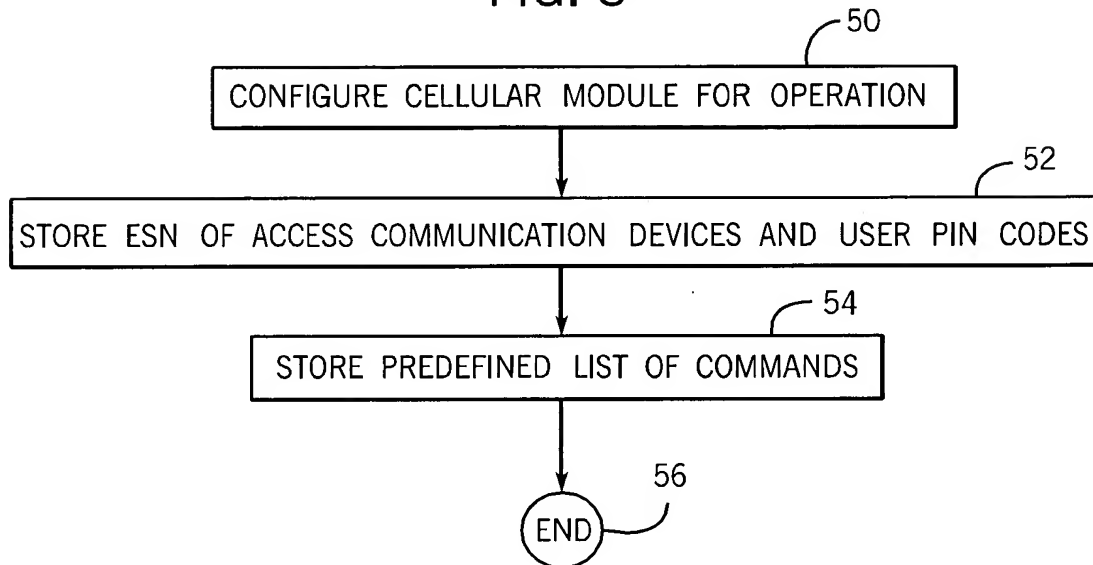 50
CONFIGURE CELLULAR MODULE FOR OPERATION
52
STORE ESN OF ACCESS COMMUNICATION DEVICES AND USER PIN CODES
54
STORE PREDEFINED LIST OF COMMANDS
56
END